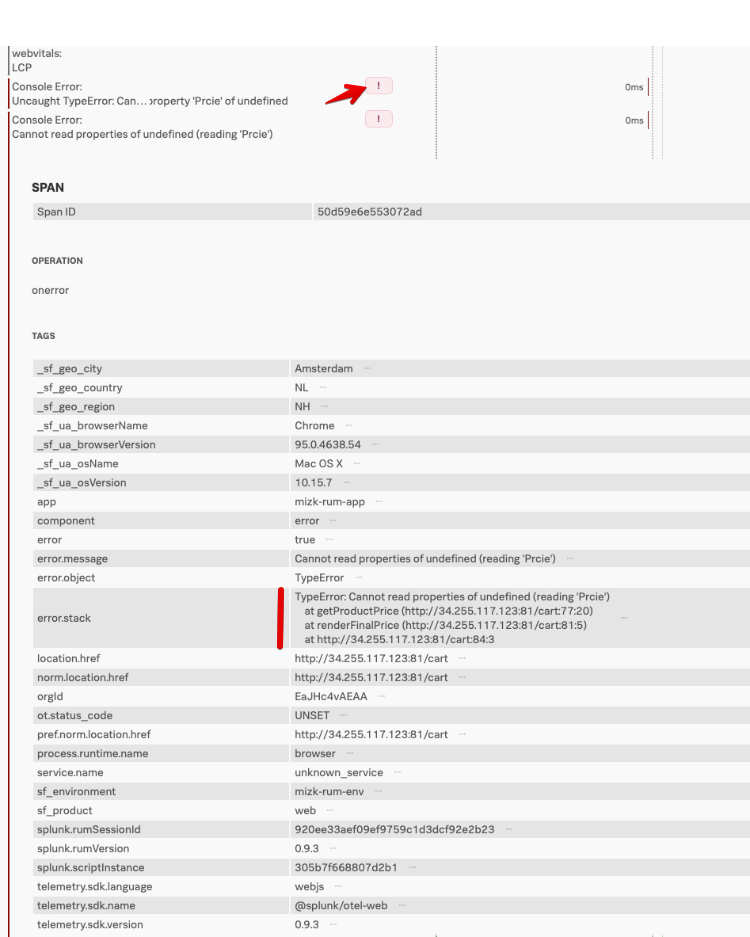 webvitals:
LCP
Console Error:
!
0ms
Uncaught TypeError: Can... property 'Prcie' of undefined
Console Error:
!
0ms
Cannot read properties of undefined (reading 'Prcie')
SPAN
Span ID 50d59e6e553072ad
OPERATION
onerror
TAGS
_sf_geo_city Amsterdam ...
_sf_geo_country NL ...
_sf_geo_region NH ...
_sf_ua_browserName Chrome ...
_sf_ua_browserVersion 95.0.4638.54 ...
_sf_ua_osName Mac OS X ...
_sf_ua_osVersion 10.15.7 ...
app mizk-rum-app ...
component error ...
error true ...
error.message Cannot read properties of undefined (reading 'Prcie') ...
error.object TypeError ...
error.stack
TypeError: Cannot read properties of undefined (reading 'Prcie')
at getProductPrice (http://34.255.117.123:81/cart:77:20)
at renderFinalPrice (http://34.255.117.123:81/cart:81:5)
at http://34.255.117.123:81/cart:84:3
...
location.href http://34.255.117.123:81/cart ...
norm.location.href http://34.255.117.123:81/cart ...
orgId EaJHc4vAEAA ...
ot.status_code UNSET ...
pref.norm.location.href http://34.255.117.123:81/cart ...
process.runtime.name browser ...
service.name unknown_service ...
sf_environment mizk-rum-env ...
sf_product web ...
splunk.rumSessionId 920ee33aef09ef9759c1d3dcf92e2b23 ...
splunk.rumVersion 0.9.3 ...
splunk.scriptInstance 305b7f668807d2b1 ...
telemetry.sdk.language webjs ...
telemetry.sdk.name @splunk/otel-web ...
telemetry.sdk.version 0.9.3 ...